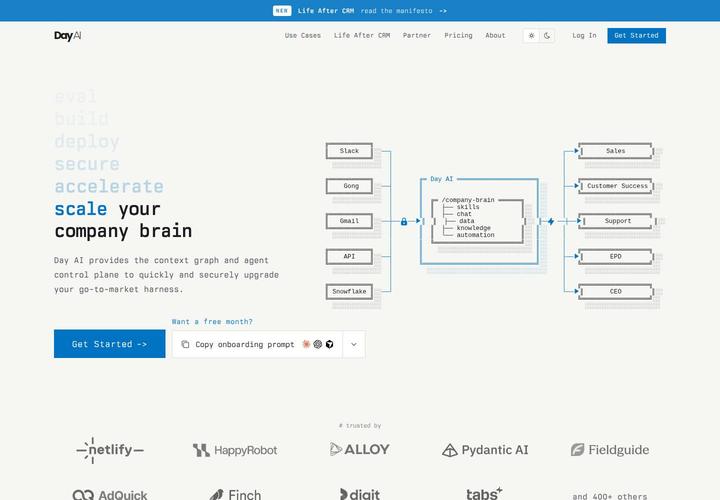 NEW Life After CRM read the manifesto ->
Day AI
Use Cases Life After CRM Partner Pricing About Log In Get Started
eval
build
deploy
secure
accelerate
scale your
company brain
Day AI provides the context graph and agent
control plane to quickly and securely upgrade
your go-to-market harness.
Want a free month?
Get Started ->
Copy onboarding prompt
Slack
Gong
Gmail
API
Snowflake
Day AI
/company-brain
skills
chat
data
knowledge
automation
Sales
Customer Success
Support
EPD
CEO
# trusted by
netlify
HappyRobot
ALLOY
Pydantic AI
Fieldguide
AdQuick
Finch
digit
tabs
and 400+ others